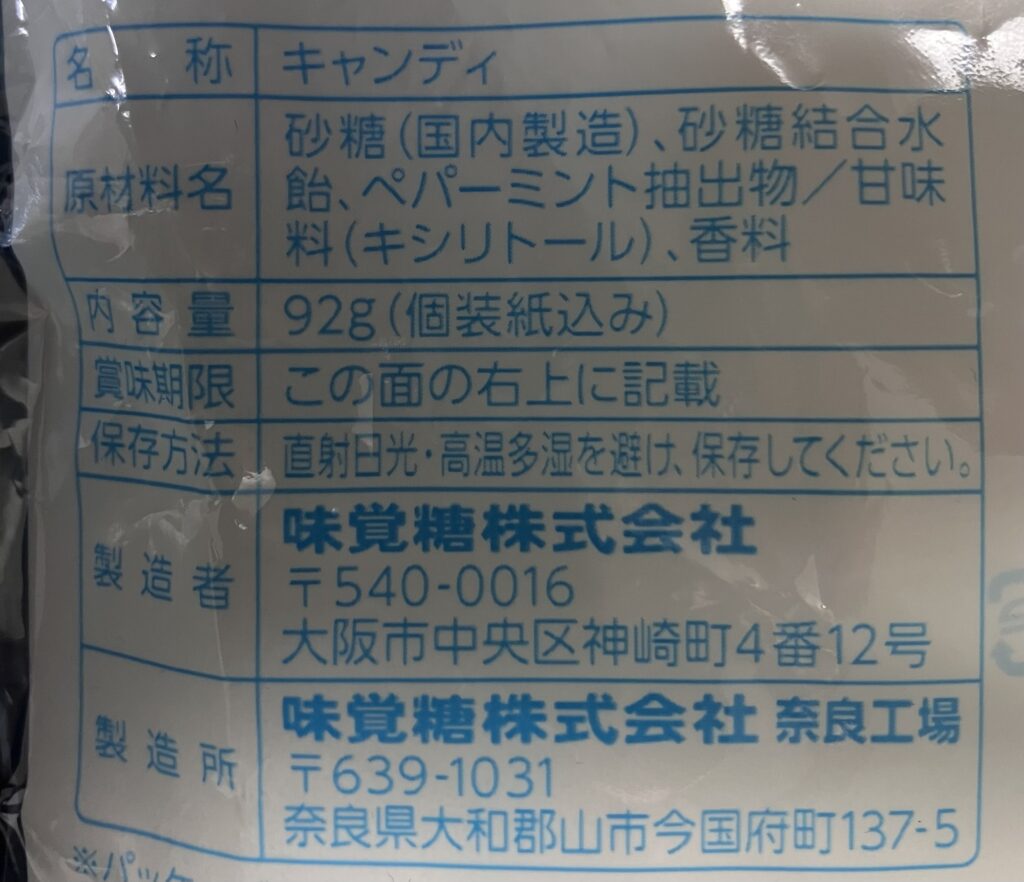 名称 キャンディ
原材料名 砂糖(国内製造)、砂糖結合水
飴、ペパーミント抽出物/甘味
料(キシリトール)、香料
内容量 92g(個装紙込み)
賞味期限 この面の右上に記載
保存方法 直射日光・高温多湿を避け、保存してください。
製造者 味覚糖株式会社
〒540-0016
大阪市中央区神崎町4番12号
製造所 味覚糖株式会社 奈良工場
〒639-1031
奈良県大和郡山市今国府町137-5
※パッケ